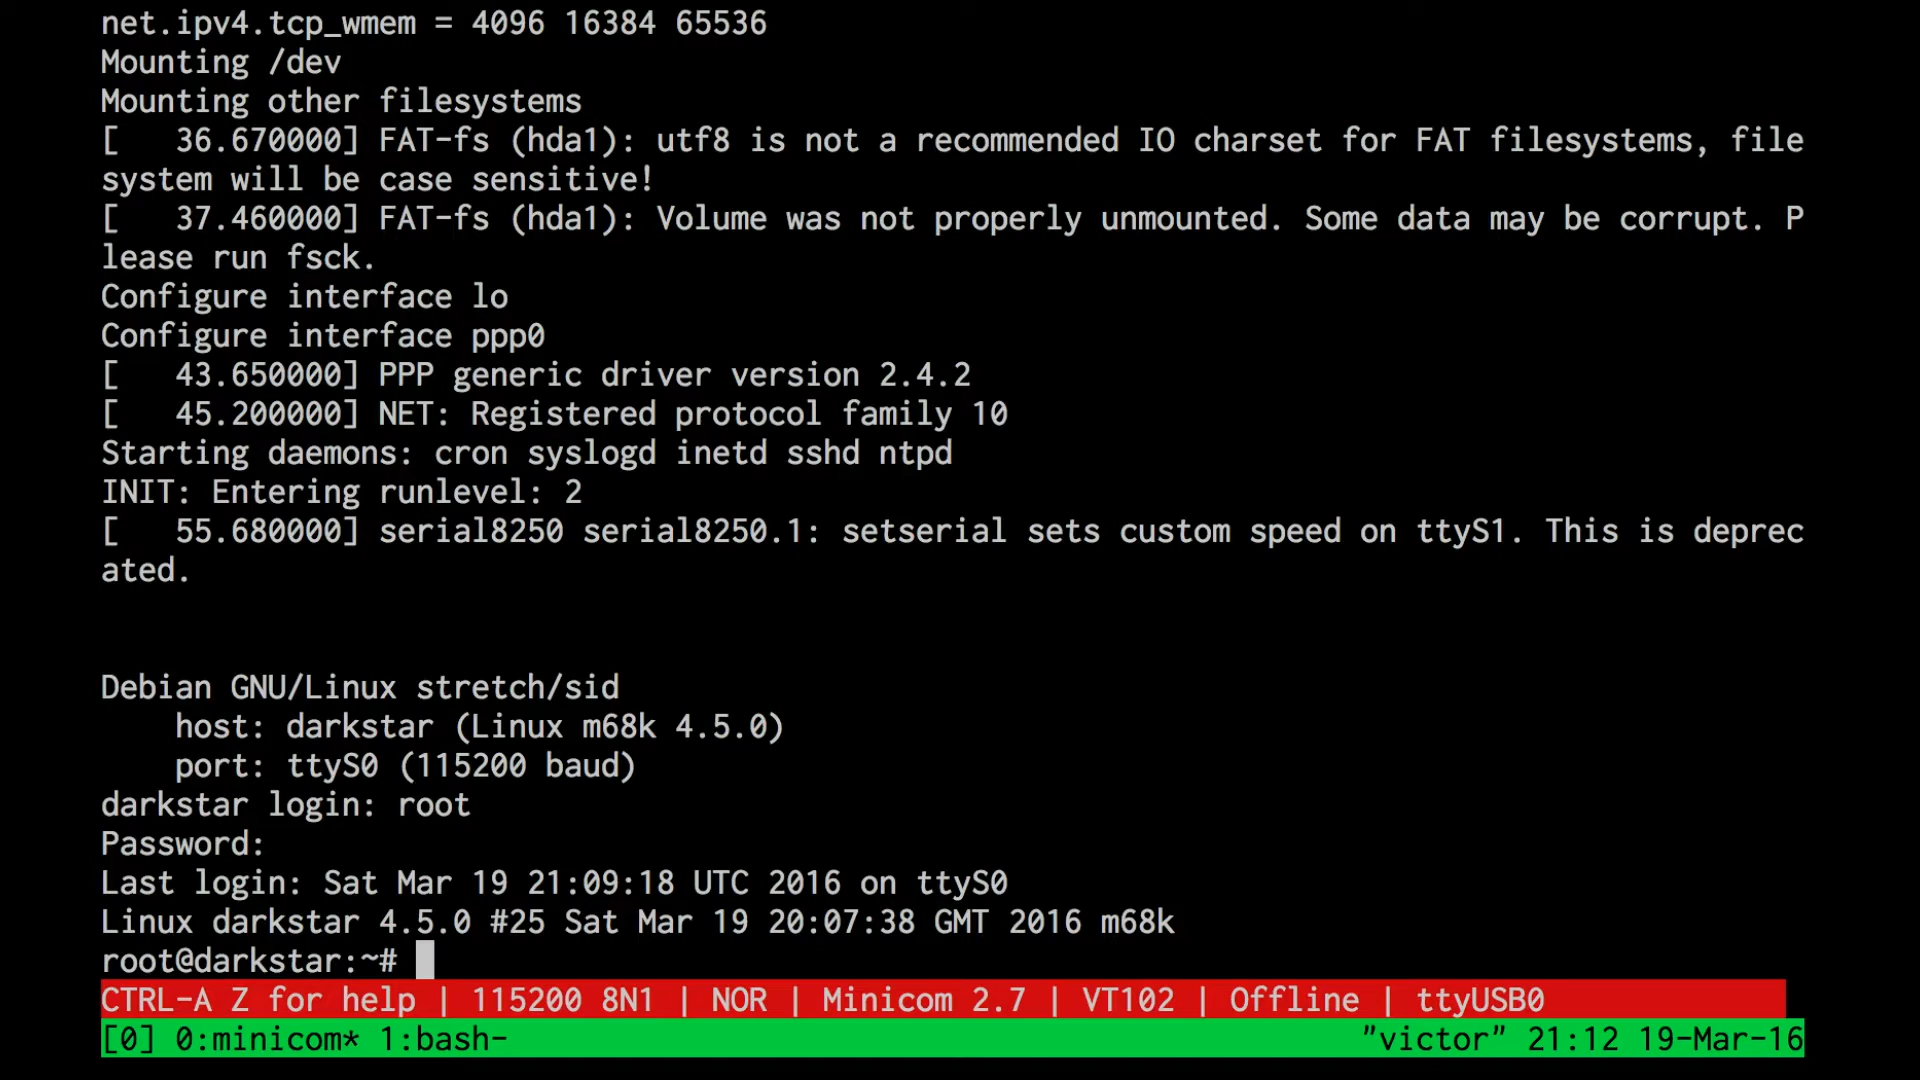 net.ipv4.tcp_wmem = 4096 16384 65536
Mounting /dev
Mounting other filesystems
[   36.670000] FAT-fs (hda1): utf8 is not a recommended IO charset for FAT filesystems, file
system will be case sensitive!
[   37.460000] FAT-fs (hda1): Volume was not properly unmounted. Some data may be corrupt. P
lease run fsck.
Configure interface lo
Configure interface ppp0
[   43.650000] PPP generic driver version 2.4.2
[   45.200000] NET: Registered protocol family 10
Starting daemons: cron syslogd inetd sshd ntpd
INIT: Entering runlevel: 2
[   55.680000] serial8250 serial8250.1: setserial sets custom speed on ttyS1. This is deprec
ated.
Debian GNU/Linux stretch/sid
    host: darkstar (Linux m68k 4.5.0)
    port: ttyS0 (115200 baud)
darkstar login: root
Password:
Last login: Sat Mar 19 21:09:18 UTC 2016 on ttyS0
Linux darkstar 4.5.0 #25 Sat Mar 19 20:07:38 GMT 2016 m68k
root@darkstar:~#
CTRL-A Z for help | 115200 8N1 | NOR | Minicom 2.7 | VT102 | Offline | ttyUSB0
[0] 0:minicom* 1:bash- "victor" 21:12 19-Mar-16